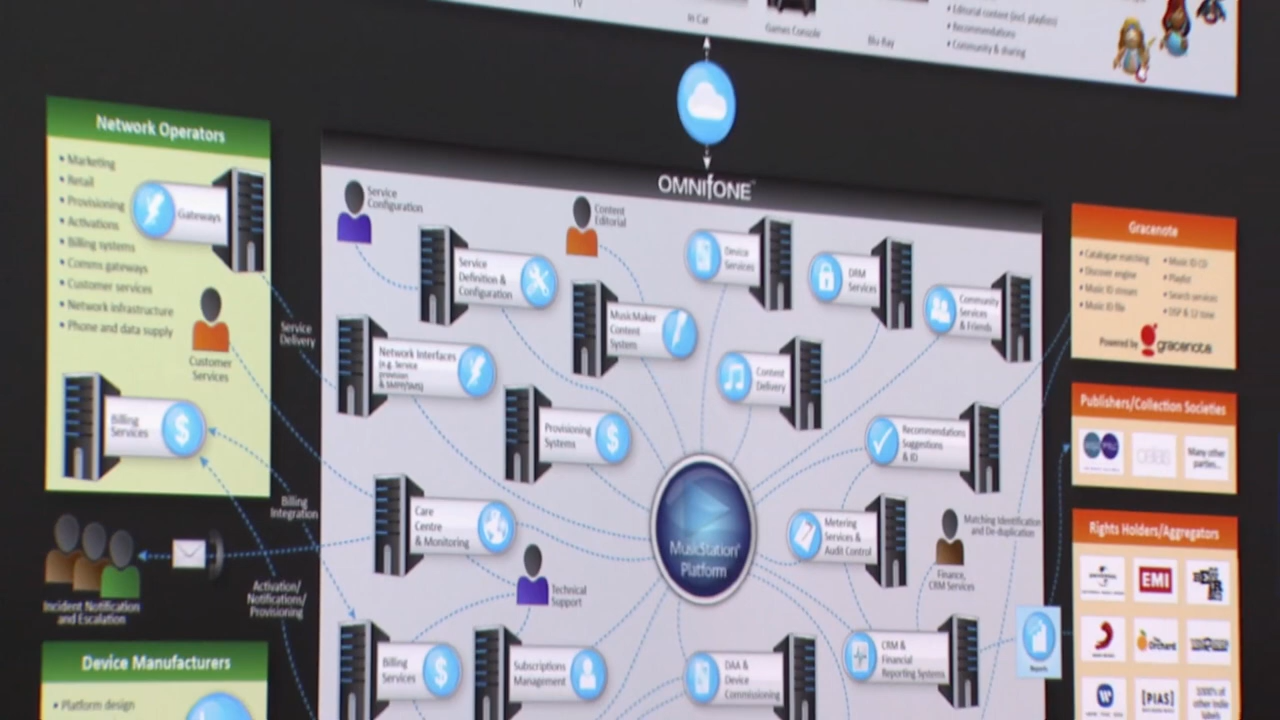 TV
In Car
Games Console
Blu Ray
• Editorial content (incl. playlists)
• Recommendations
• Community & sharing
Network Operators
• Marketing
• Retail
• Provisioning
• Activations
• Billing systems
• Comms gateways
• Customer services
• Network infrastructure
• Phone and data supply
Gateways
Customer
Services
Billing
Services
$
Service
Delivery
Billing
Integration
Activation/
Notifications/
Provisioning
Incident Notification
and Escalation
Device Manufacturers
• Platform design
OMNIFONE
Service
Configuration
Content
Editorial
Service
Definition &
Configuration
MusicMaker
Content
System
Device
Services
DRM
Services
Community
Services
& Friends
Network Interfaces
(e.g. Service
provision
& SMPP/SMS)
Content
Delivery
Provisioning
Systems
$
Recommendations
Suggestions
& ID
Care
Centre
& Monitoring
MusicStation
Platform
Metering
Services &
Audit Control
Matching Identification
and De-duplication
Finance,
CRM Services
Technical
Support
Billing
Services
$
Subscriptions
Management
DAA &
Device
Commissioning
CRM &
Financial
Reporting Systems
Reports
Gracenote
• Catalogue matching
• Discover engine
• Music ID stream
• Music ID file
• Music ID CD
• Playlist
• Search services
• DSP & 12 tone
Powered by gracenote
Publishers/Collection Societies
Many other
parties...
Rights Holders/Aggregators
EMI
Orchard
[PIAS]
1000's of
other Indie
labels